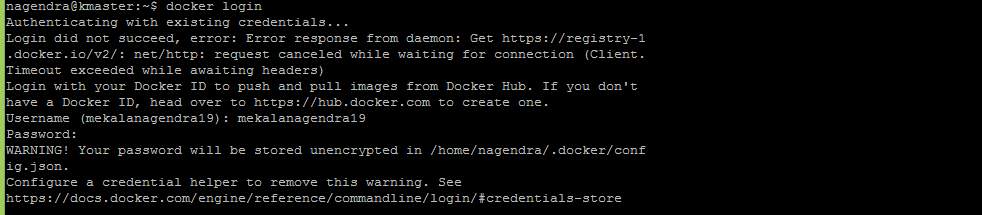 nagendra@kmaster:~$ docker login
Authenticating with existing credentials...
Login did not succeed, error: Error response from daemon: Get https://registry-1
.docker.io/v2/: net/http: request canceled while waiting for connection (Client.
Timeout exceeded while awaiting headers)
Login with your Docker ID to push and pull images from Docker Hub. If you don't
have a Docker ID, head over to https://hub.docker.com to create one.
Username (mekalanagendra19): mekalanagendra19
Password:
WARNING! Your password will be stored unencrypted in /home/nagendra/.docker/conf
ig.json.
Configure a credential helper to remove this warning. See
https://docs.docker.com/engine/reference/commandline/login/#credentials-store